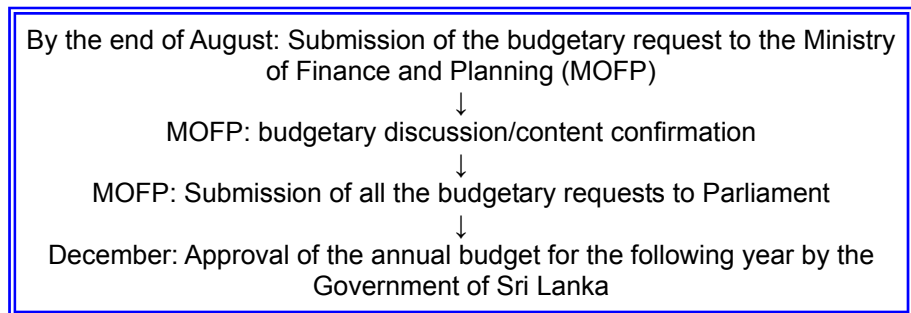 By the end of August: Submission of the budgetary request to the Ministry
of Finance and Planning (MOFP)
↓
MOFP: budgetary discussion/content confirmation
↓
MOFP: Submission of all the budgetary requests to Parliament
↓
December: Approval of the annual budget for the following year by the
Government of Sri Lanka